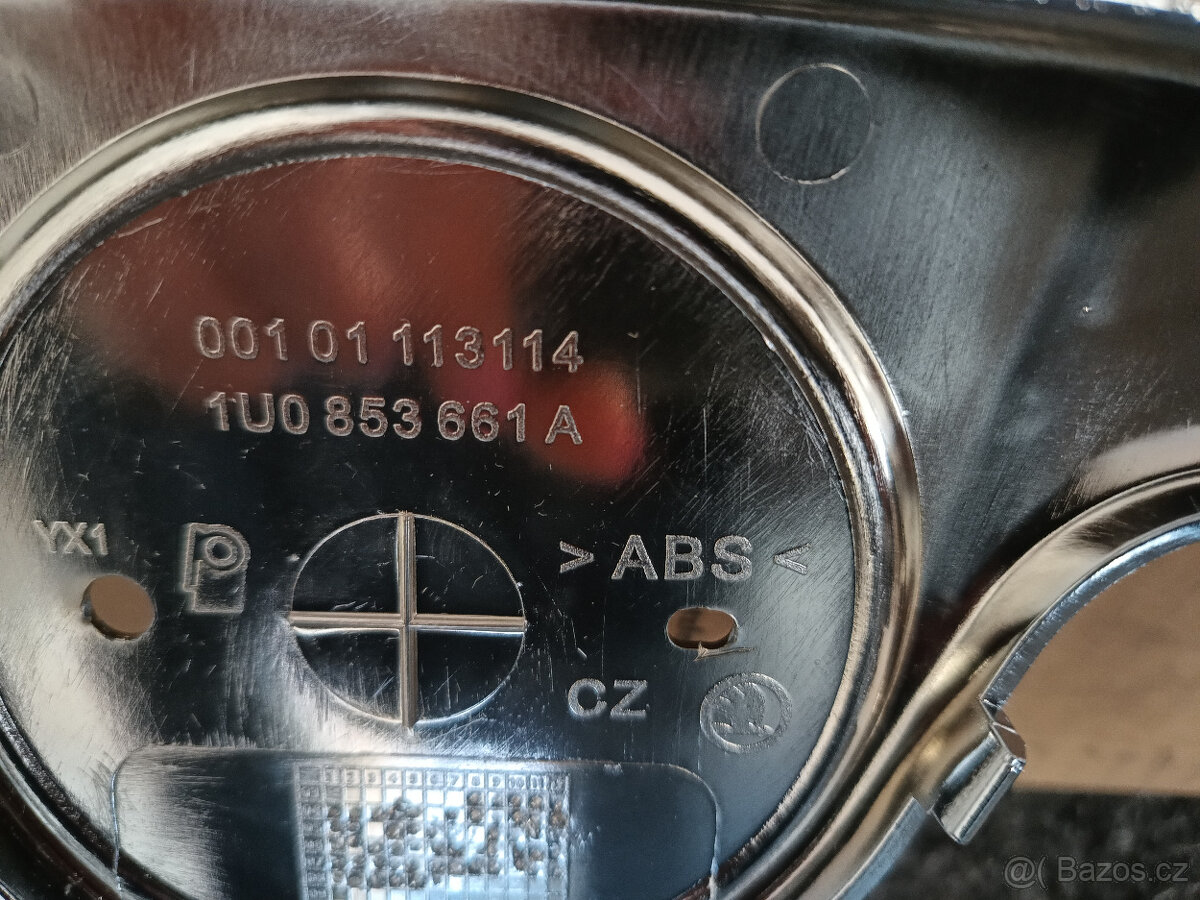 001 01 113114
1U0 853 661 A
YX1
> ABS <
CZ
@( Bazos.cz